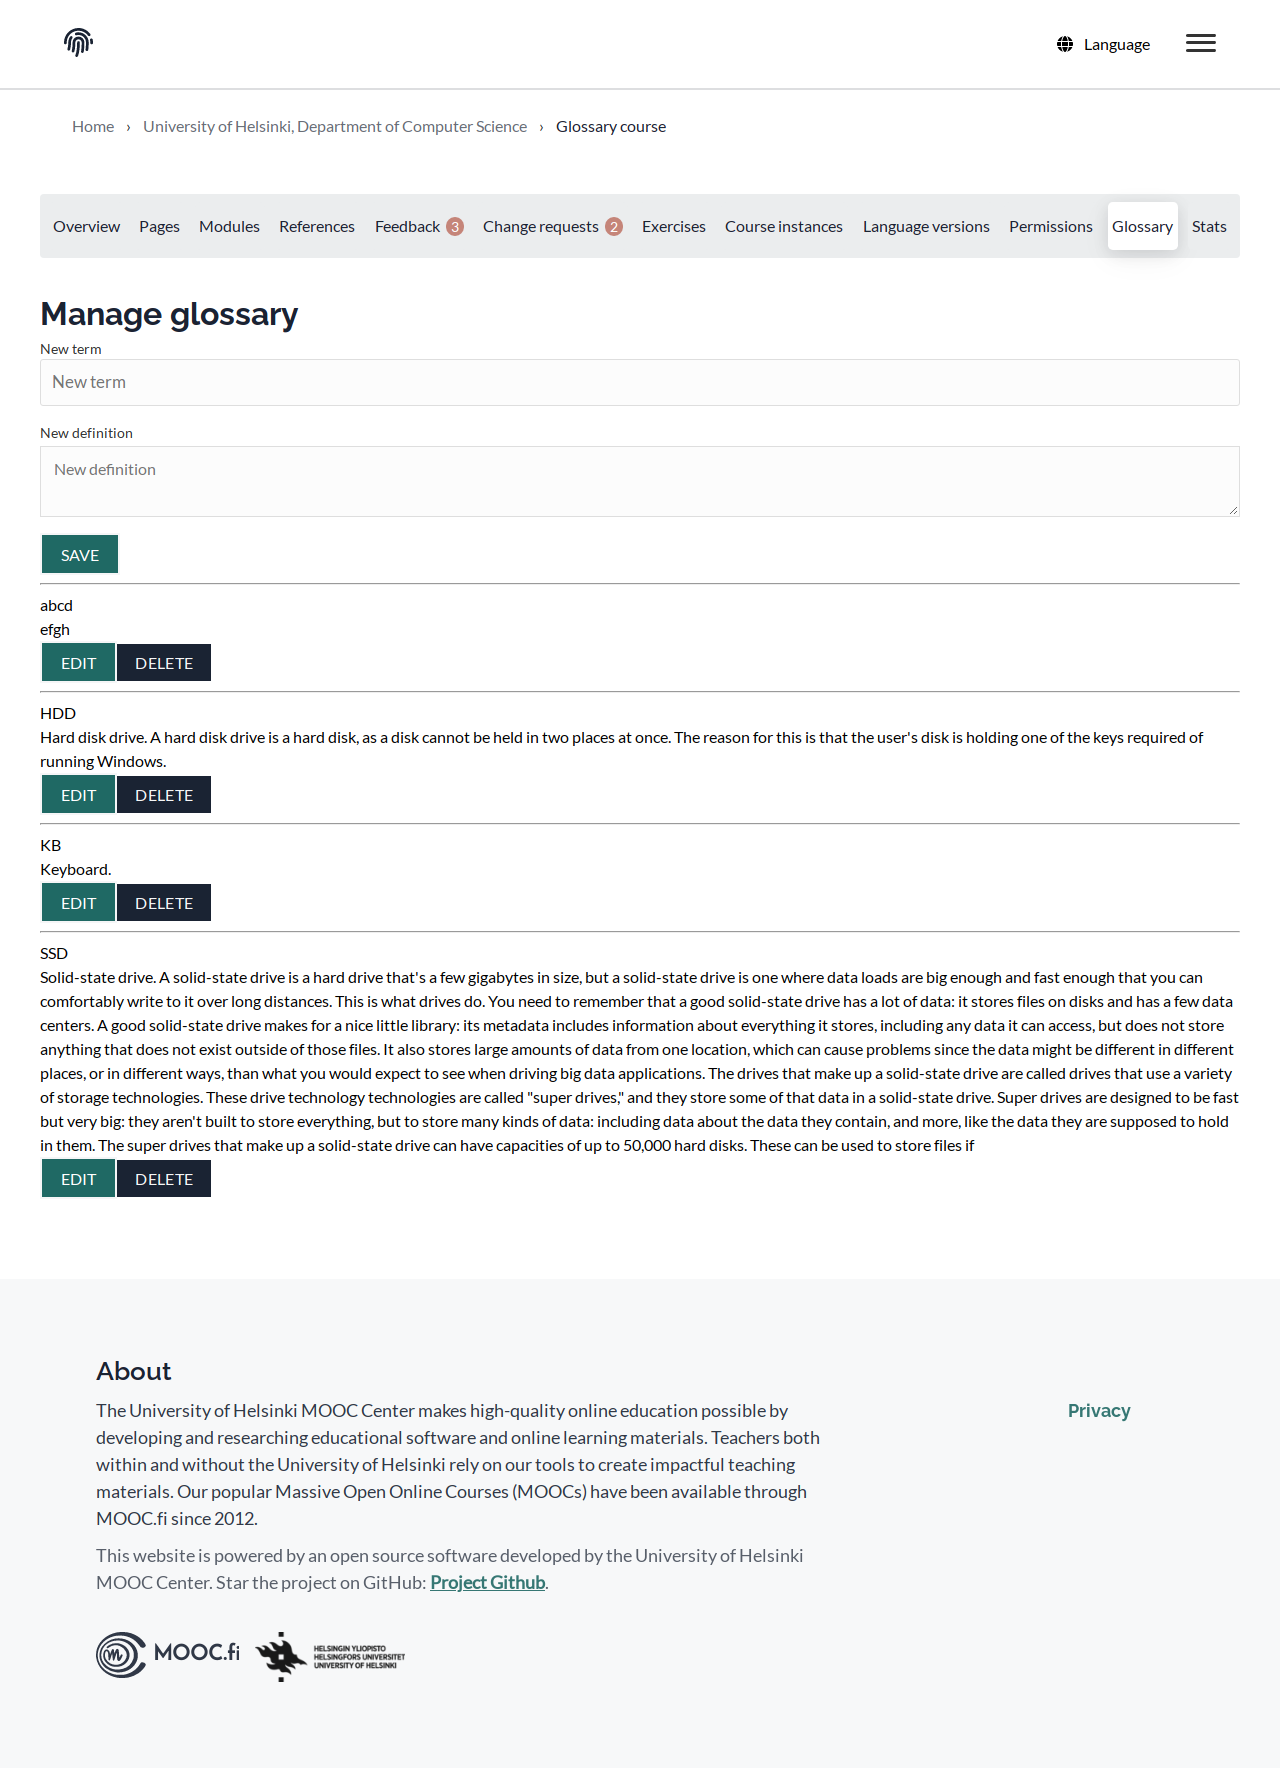 Language
Home › University of Helsinki, Department of Computer Science › Glossary course
Overview Pages Modules References Feedback 3 Change requests 2 Exercises Course instances Language versions Permissions Glossary Stats
Manage glossary
New term
New term
New definition
New definition
SAVE
abcd
efgh
EDIT DELETE
HDD
Hard disk drive. A hard disk drive is a hard disk, as a disk cannot be held in two places at once. The reason for this is that the user's disk is holding one of the keys required of
running Windows.
EDIT DELETE
KB
Keyboard.
EDIT DELETE
SSD
Solid-state drive. A solid-state drive is a hard drive that's a few gigabytes in size, but a solid-state drive is one where data loads are big enough and fast enough that you can
comfortably write to it over long distances. This is what drives do. You need to remember that a good solid-state drive has a lot of data: it stores files on disks and has a few data
centers. A good solid-state drive makes for a nice little library: its metadata includes information about everything it stores, including any data it can access, but does not store
anything that does not exist outside of those files. It also stores large amounts of data from one location, which can cause problems since the data might be different in different
places, or in different ways, than what you would expect to see when driving big data applications. The drives that make up a solid-state drive are called drives that use a variety
of storage technologies. These drive technology technologies are called "super drives," and they store some of that data in a solid-state drive. Super drives are designed to be fast
but very big: they aren't built to store everything, but to store many kinds of data: including data about the data they contain, and more, like the data they are supposed to hold
in them. The super drives that make up a solid-state drive can have capacities of up to 50,000 hard disks. These can be used to store files if
EDIT DELETE
About
The University of Helsinki MOOC Center makes high-quality online education possible by
developing and researching educational software and online learning materials. Teachers both
within and without the University of Helsinki rely on our tools to create impactful teaching
materials. Our popular Massive Open Online Courses (MOOCs) have been available through
MOOC.fi since 2012.
This website is powered by an open source software developed by the University of Helsinki
MOOC Center. Star the project on GitHub: Project Github.
Privacy
MOOC.fi
HELSINGIN YLIOPISTO
HELSINGFORS UNIVERSITET
UNIVERSITY OF HELSINKI